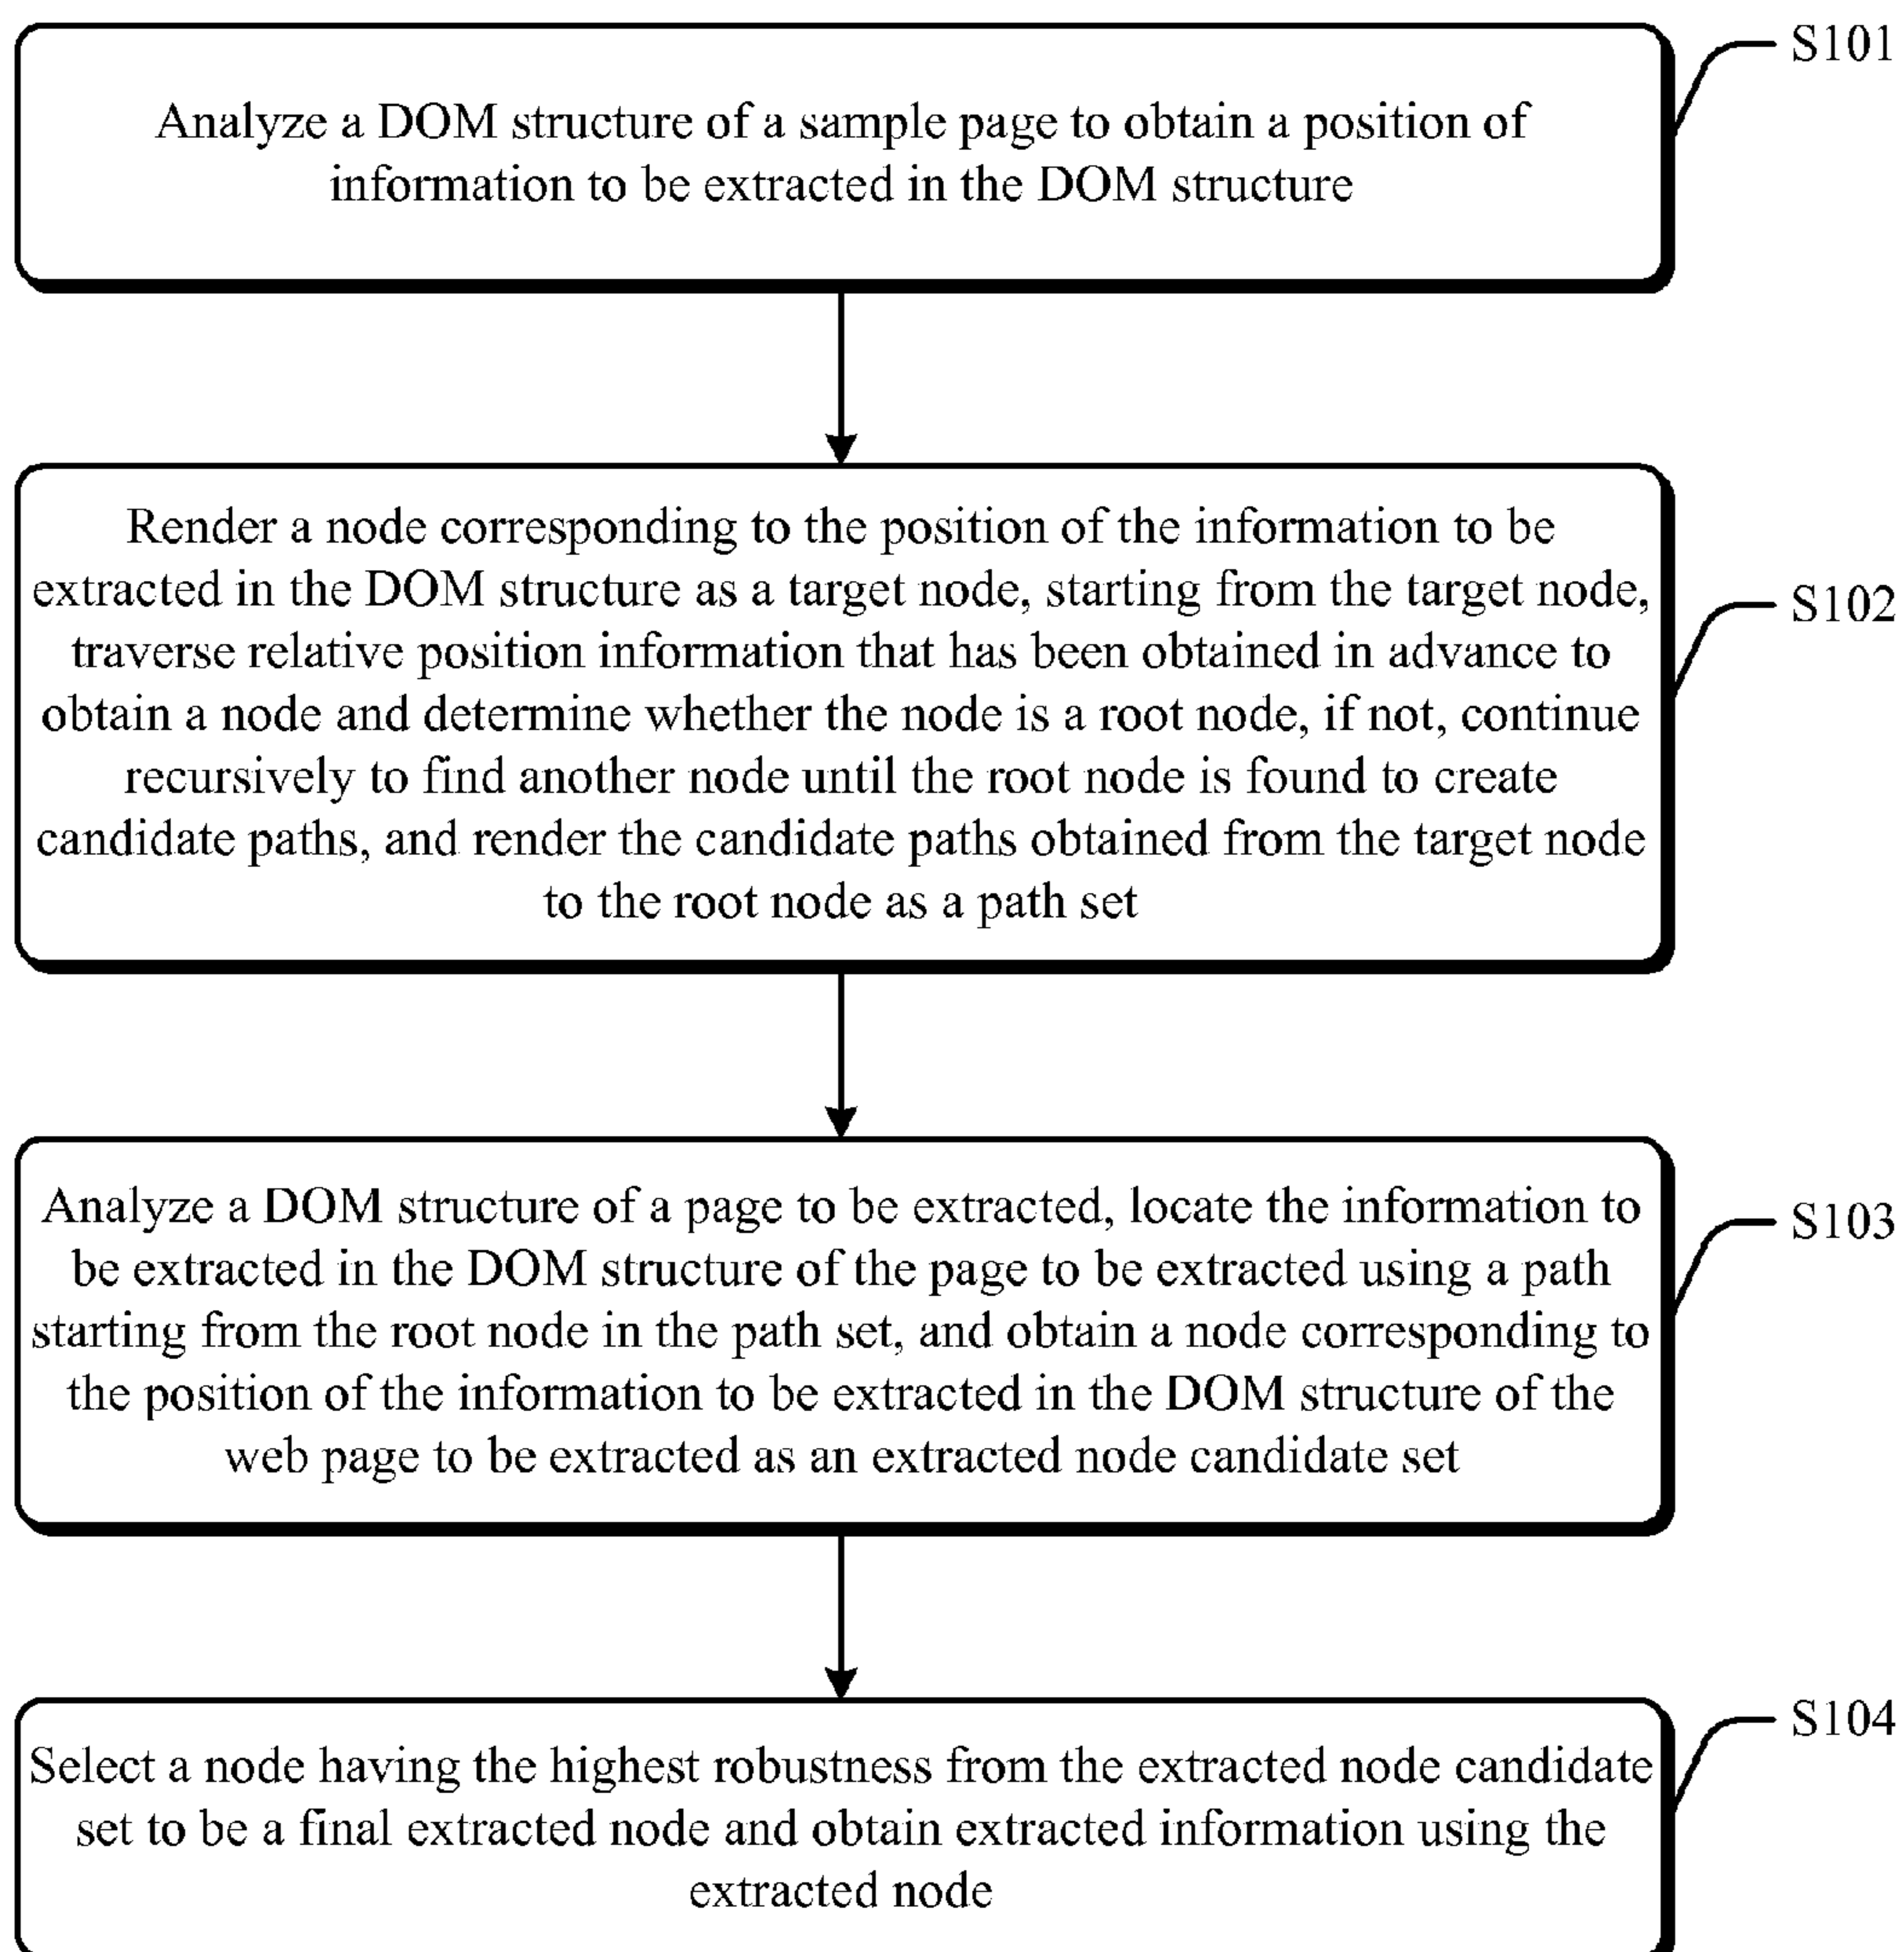 S101
Analyze a DOM structure of a sample page to obtain a position of
information to be extracted in the DOM structure
Render a node corresponding to the position of the information to be
extracted in the DOM structure as a target node, starting from the target node,
S102
traverse relative position information that has been obtained in advance to
obtain a node and determine whether the node is a root node, if not, continue
recursively to find another node until the root node is found to create
candidate paths, and render the candidate paths obtained from the target node
to the root node as a path set
Analyze a DOM structure of a page to be extracted, locate the information to
S103
be extracted in the DOM structure of the page to be extracted using a path
starting from the root node in the path set, and obtain a node corresponding to
the position of the information to be extracted in the DOM structure of the
web page to be extracted as an extracted node candidate set
S104
Select a node having the highest robustness from the extracted node candidate
set to be a final extracted node and obtain extracted information using the
extracted node